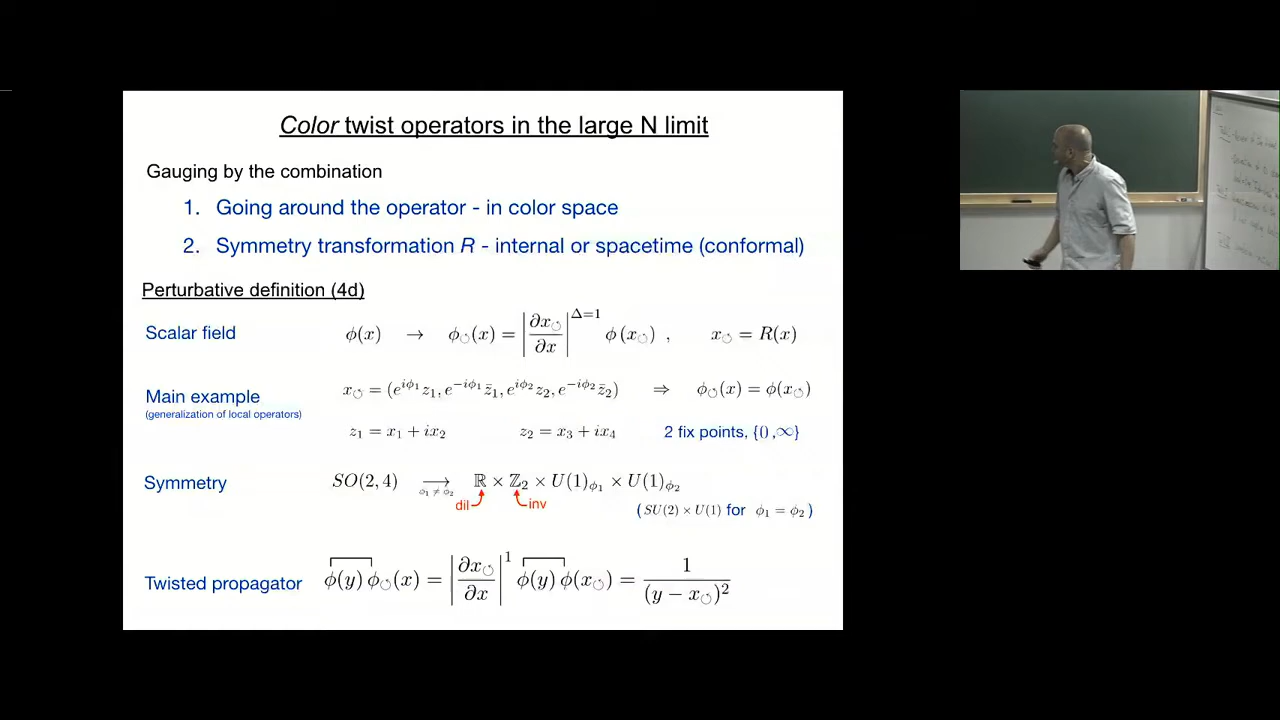 Color twist operators in the large N limit
Gauging by the combination
1. Going around the operator - in color space
2. Symmetry transformation R - internal or spacetime (conformal)
Perturbative definition (4d)
Scalar field ϕ(x) → ϕ↺(x) = |∂x↺/∂x|^{Δ=1} ϕ(x↺) , x↺ = R(x)
Main example x↺ = (e^{iϕ₁}z₁, e^{−iϕ₁}z̄₁, e^{iϕ₂}z₂, e^{−iϕ₂}z̄₂) ⇒ ϕ↺(x) = ϕ(x↺)
(generalization of local operators)
z₁ = x₁ + ix₂ z₂ = x₃ + ix₄ 2 fix points, {0 ,∞}
Symmetry SO(2,4) ⟶_{ϕ₁≠ϕ₂} ℝ × ℤ₂ × U(1)_{ϕ₁} × U(1)_{ϕ₂}
dil inv (SU(2) × U(1) for ϕ₁ = ϕ₂ )
Twisted propagator ϕ(y) ϕ↺(x) = |∂x↺/∂x|^1 ϕ(y) ϕ(x↺) = 1/(y − x↺)²